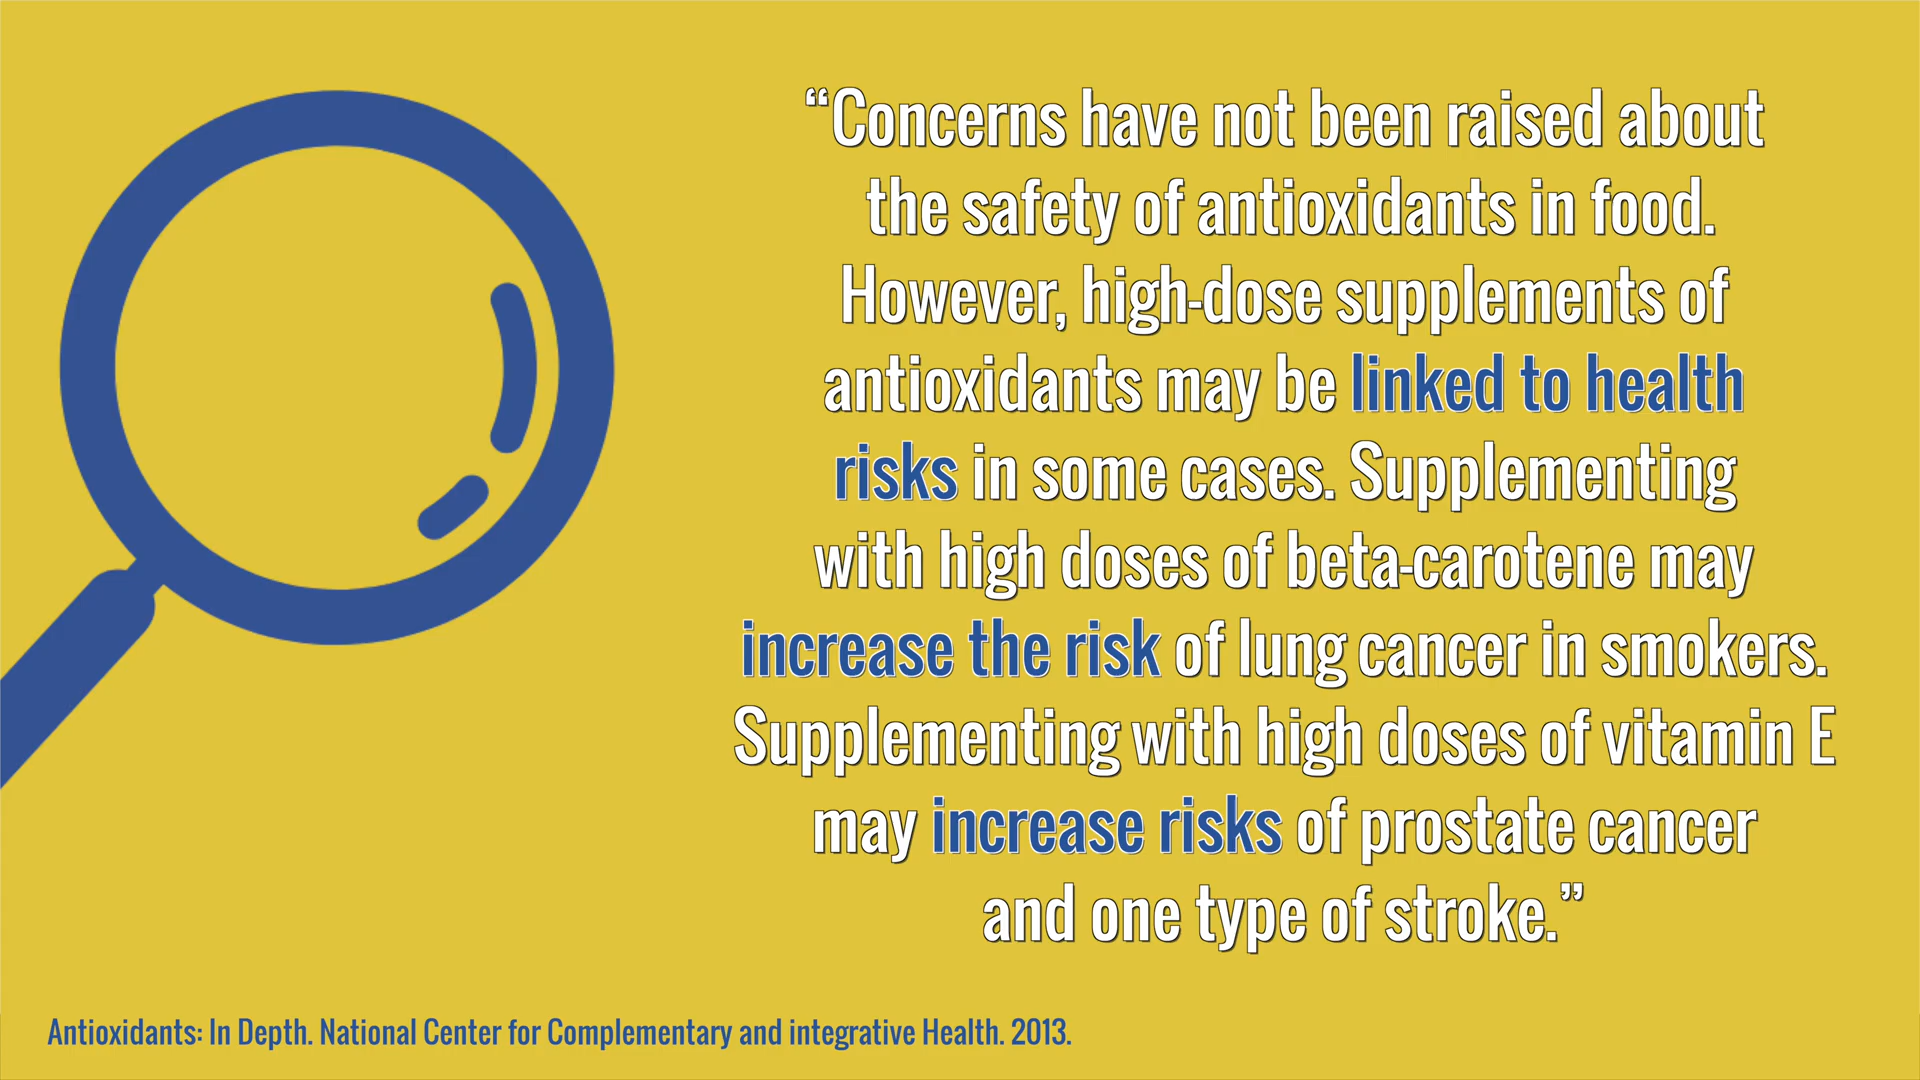 “Concerns have not been raised about
the safety of antioxidants in food.
However, high-dose supplements of
antioxidants may be linked to health
risks in some cases. Supplementing
with high doses of beta-carotene may
increase the risk of lung cancer in smokers.
Supplementing with high doses of vitamin E
may increase risks of prostate cancer
and one type of stroke.”
Antioxidants: In Depth. National Center for Complementary and integrative Health. 2013.